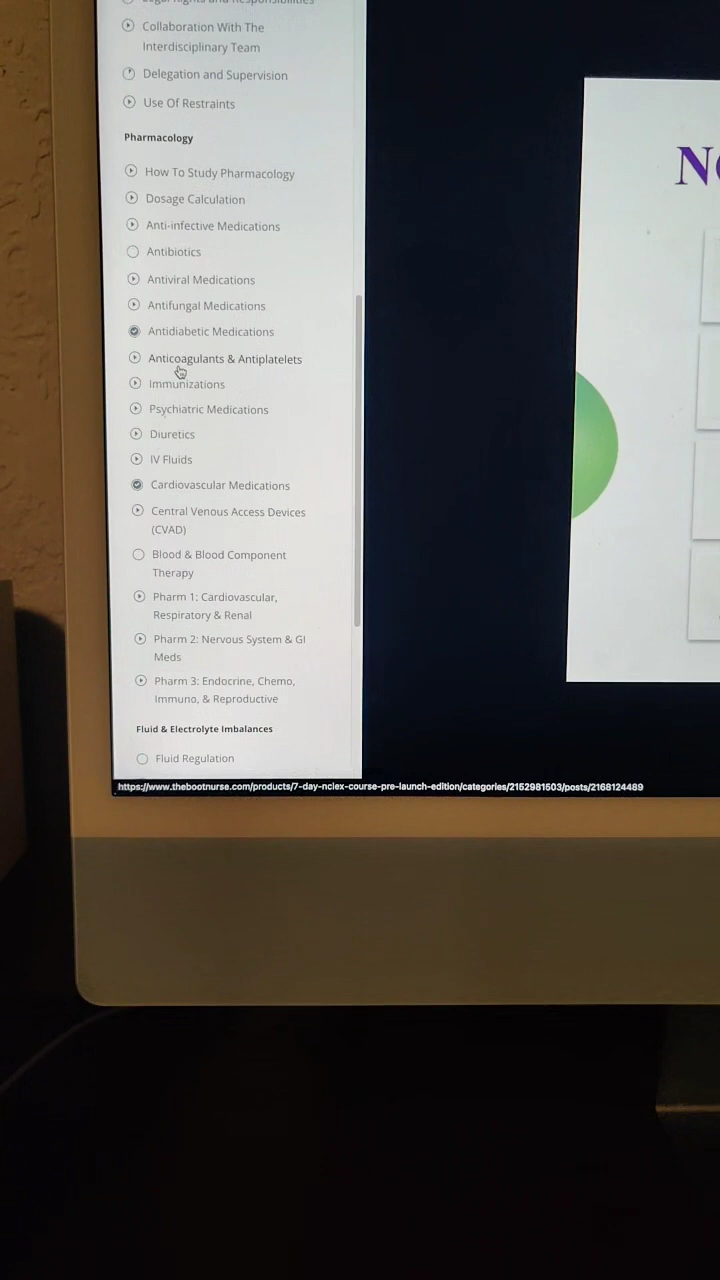 Legal Rights and Responsibilities
Collaboration With The
Interdisciplinary Team
Delegation and Supervision
Use Of Restraints
Pharmacology
How To Study Pharmacology
Dosage Calculation
Anti-infective Medications
Antibiotics
Antiviral Medications
Antifungal Medications
Antidiabetic Medications
Anticoagulants & Antiplatelets
Immunizations
Psychiatric Medications
Diuretics
IV Fluids
Cardiovascular Medications
Central Venous Access Devices
(CVAD)
Blood & Blood Component
Therapy
Pharm 1: Cardiovascular,
Respiratory & Renal
Pharm 2: Nervous System & GI
Meds
Pharm 3: Endocrine, Chemo,
Immuno, & Reproductive
Fluid & Electrolyte Imbalances
Fluid Regulation
https://www.thebootnurse.com/products/7-day-nclex-course-pre-launch-edition/categories/2152981503/posts/2168124489